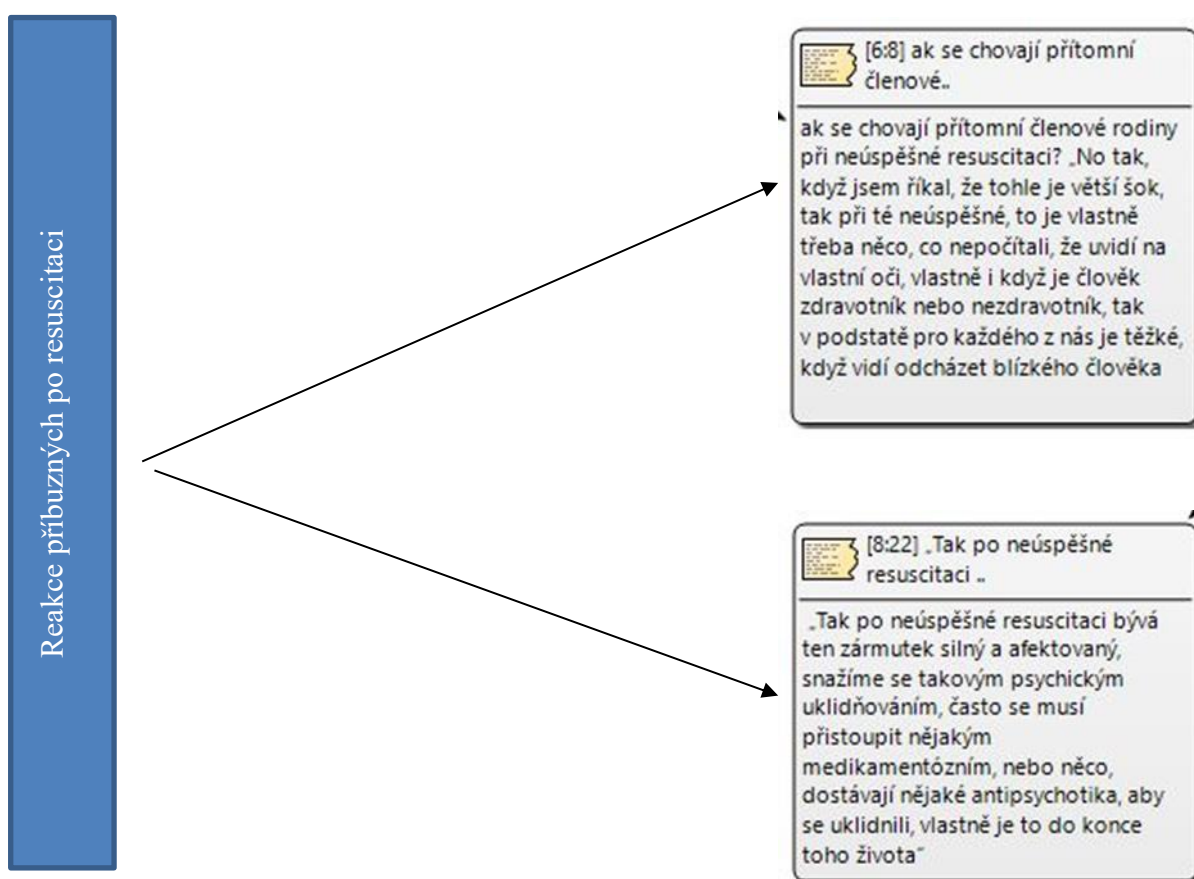 Reakce příbuzných po resuscitaci
[6:8] ak se chovají přítomní
členové..
ak se chovají přítomní členové rodiny
při neúspěšné resuscitaci? „No tak,
když jsem říkal, že tohle je větší šok,
tak při té neúspěšné, to je vlastně
třeba něco, co nepočítali, že uvidí na
vlastní oči, vlastně i když je člověk
zdravotník nebo nezdravotník, tak
v podstatě pro každého z nás je těžké,
když vidí odcházet blízkého člověka
[8:22] „Tak po neúspěšné
resuscitaci ..
„Tak po neúspěšné resuscitaci bývá
ten zármutek silný a afektovaný,
snažíme se takovým psychickým
uklidňováním, často se musí
přistoupit nějakým
medikamentózním, nebo něco,
dostávají nějaké antipsychotika, aby
se uklidnili, vlastně je to do konce
toho života“